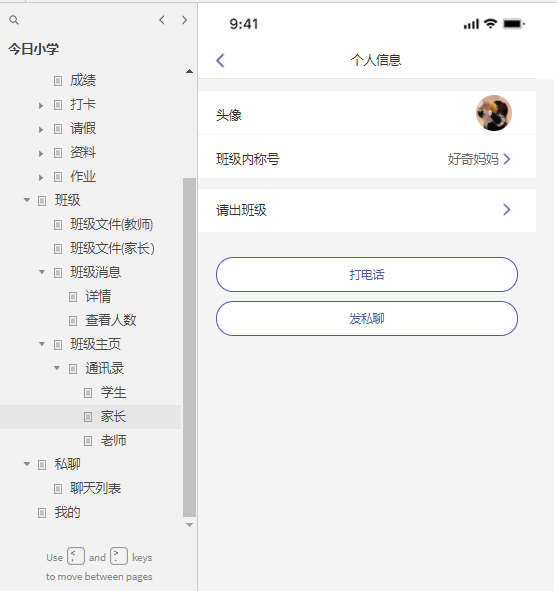 今日小学
成绩
打卡
请假
资料
作业
班级
班级文件(教师)
班级文件(家长)
班级消息
详情
查看人数
班级主页
通讯录
学生
家长
老师
私聊
聊天列表
我的
Use < , and > . keys
to move between pages
9:41
个人信息
头像
班级内称号 好奇妈妈
请出班级
打电话
发私聊